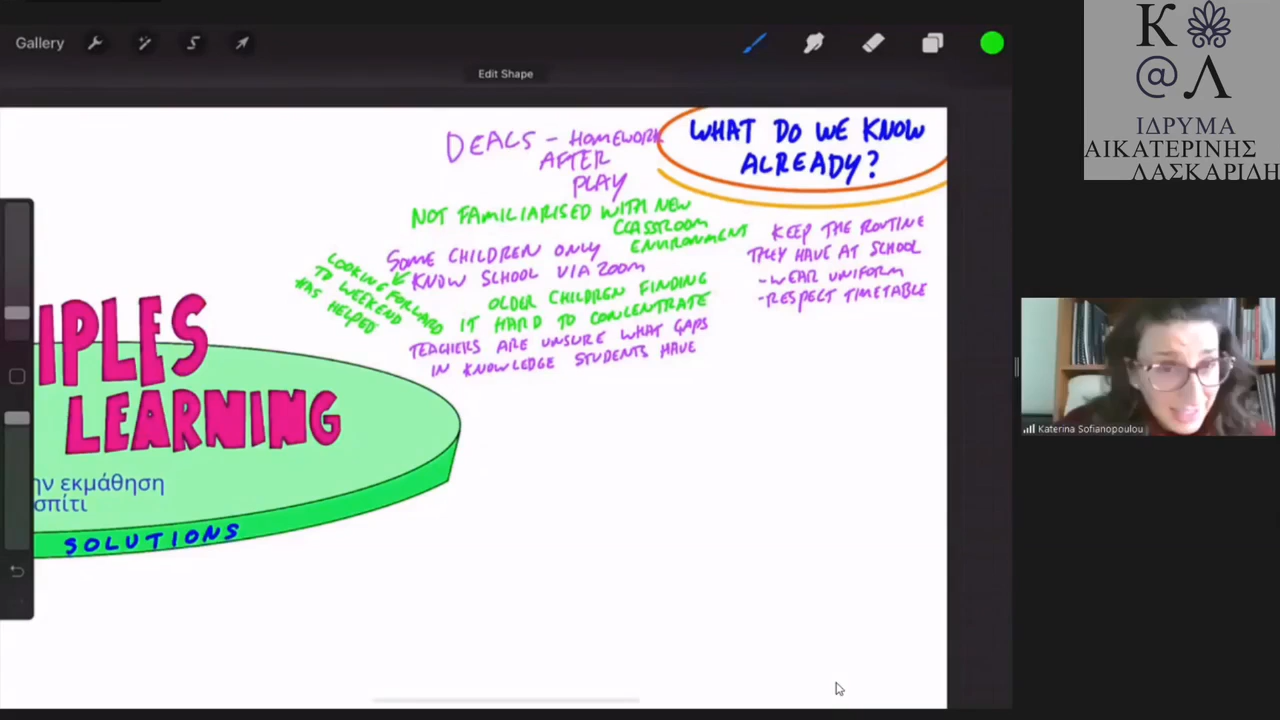 Gallery
Edit Shape
WHAT DO WE KNOW
ALREADY?
DEALS - HOMEWORK
AFTER
PLAY
NOT FAMILIARISED WITH NEW
CLASSROOM
ENVIRONMENT
KEEP THE ROUTINE
THEY HAVE AT SCHOOL
- WEAR UNIFORM
- RESPECT TIMETABLE
SOME CHILDREN ONLY
KNOW SCHOOL VIA ZOOM
LOOKING FORWARD
TO WEEKEND
HAS HELPED
OLDER CHILDREN FINDING
IT HARD TO CONCENTRATE
TEACHERS ARE UNSURE WHAT GAPS
IN KNOWLEDGE STUDENTS HAVE
IPLES
LEARNING
ην εκμάθηση
σπίτι
SOLUTIONS
Κ
@ Λ
ΙΔΡΥΜΑ
ΑΙΚΑΤΕΡΙΝΗΣ
ΛΑΣΚΑΡΙΔΗ
Katerina Sofianopoulou